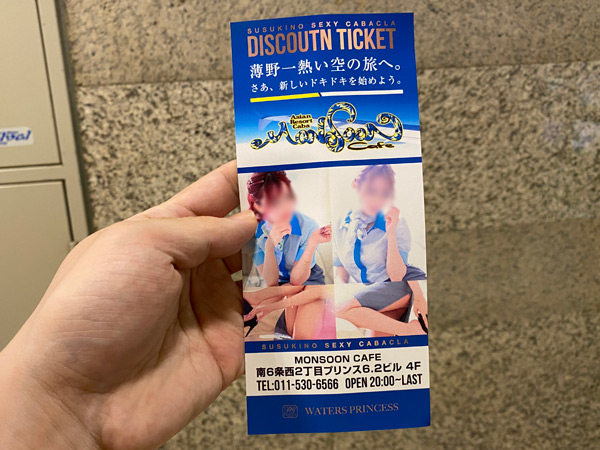 SUSUKINO SEXY CABACLA
DISCOUTN TICKET
薄野一熱い空の旅へ。
さあ、新しいドキドキを始めよう。
Asian
Resort
Caba
MonSoon
Cafe
SUSUKINO SEXY CABACLA
MONSOON CAFE
南6条西2丁目プリンス6.2ビル 4F
TEL:011-530-6566 OPEN 20:00~LAST
WATERS PRINCESS